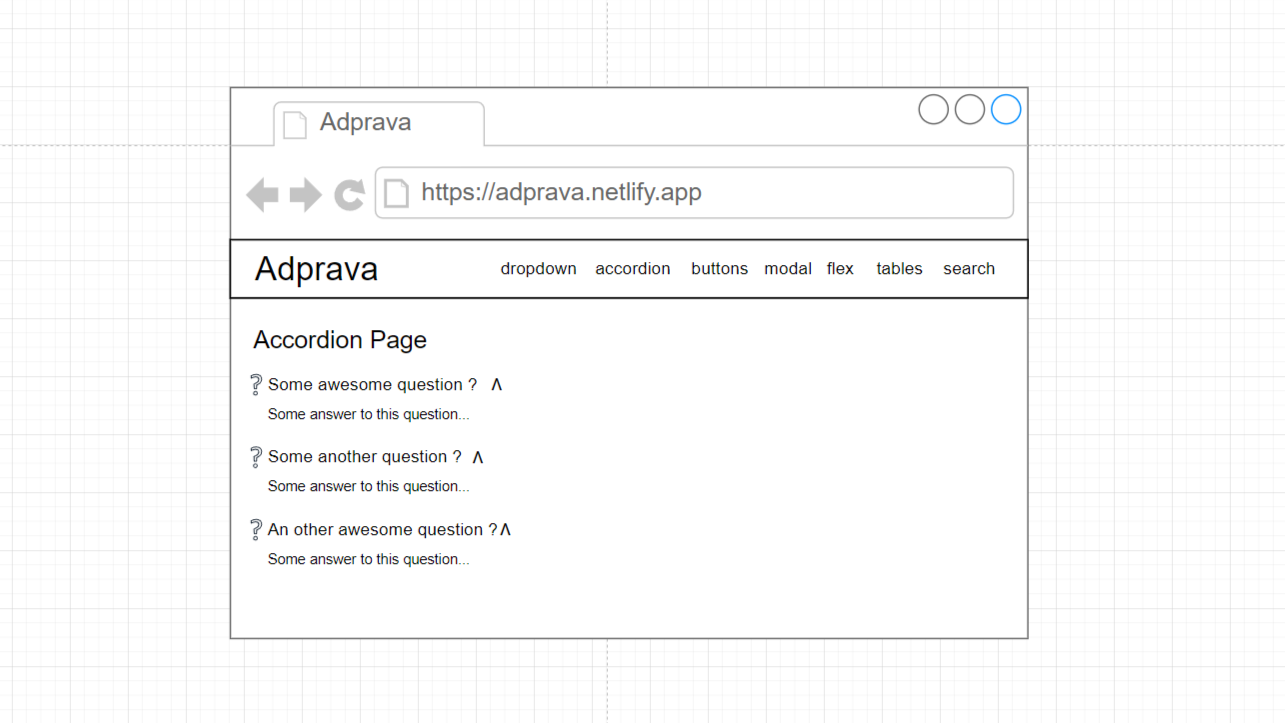 Adprava
https://adprava.netlify.app
Adprava dropdown accordion buttons modal flex tables search
Accordion Page
? Some awesome question ? Λ
Some answer to this question...
? Some another question ? Λ
Some answer to this question...
? An other awesome question ? Λ
Some answer to this question...